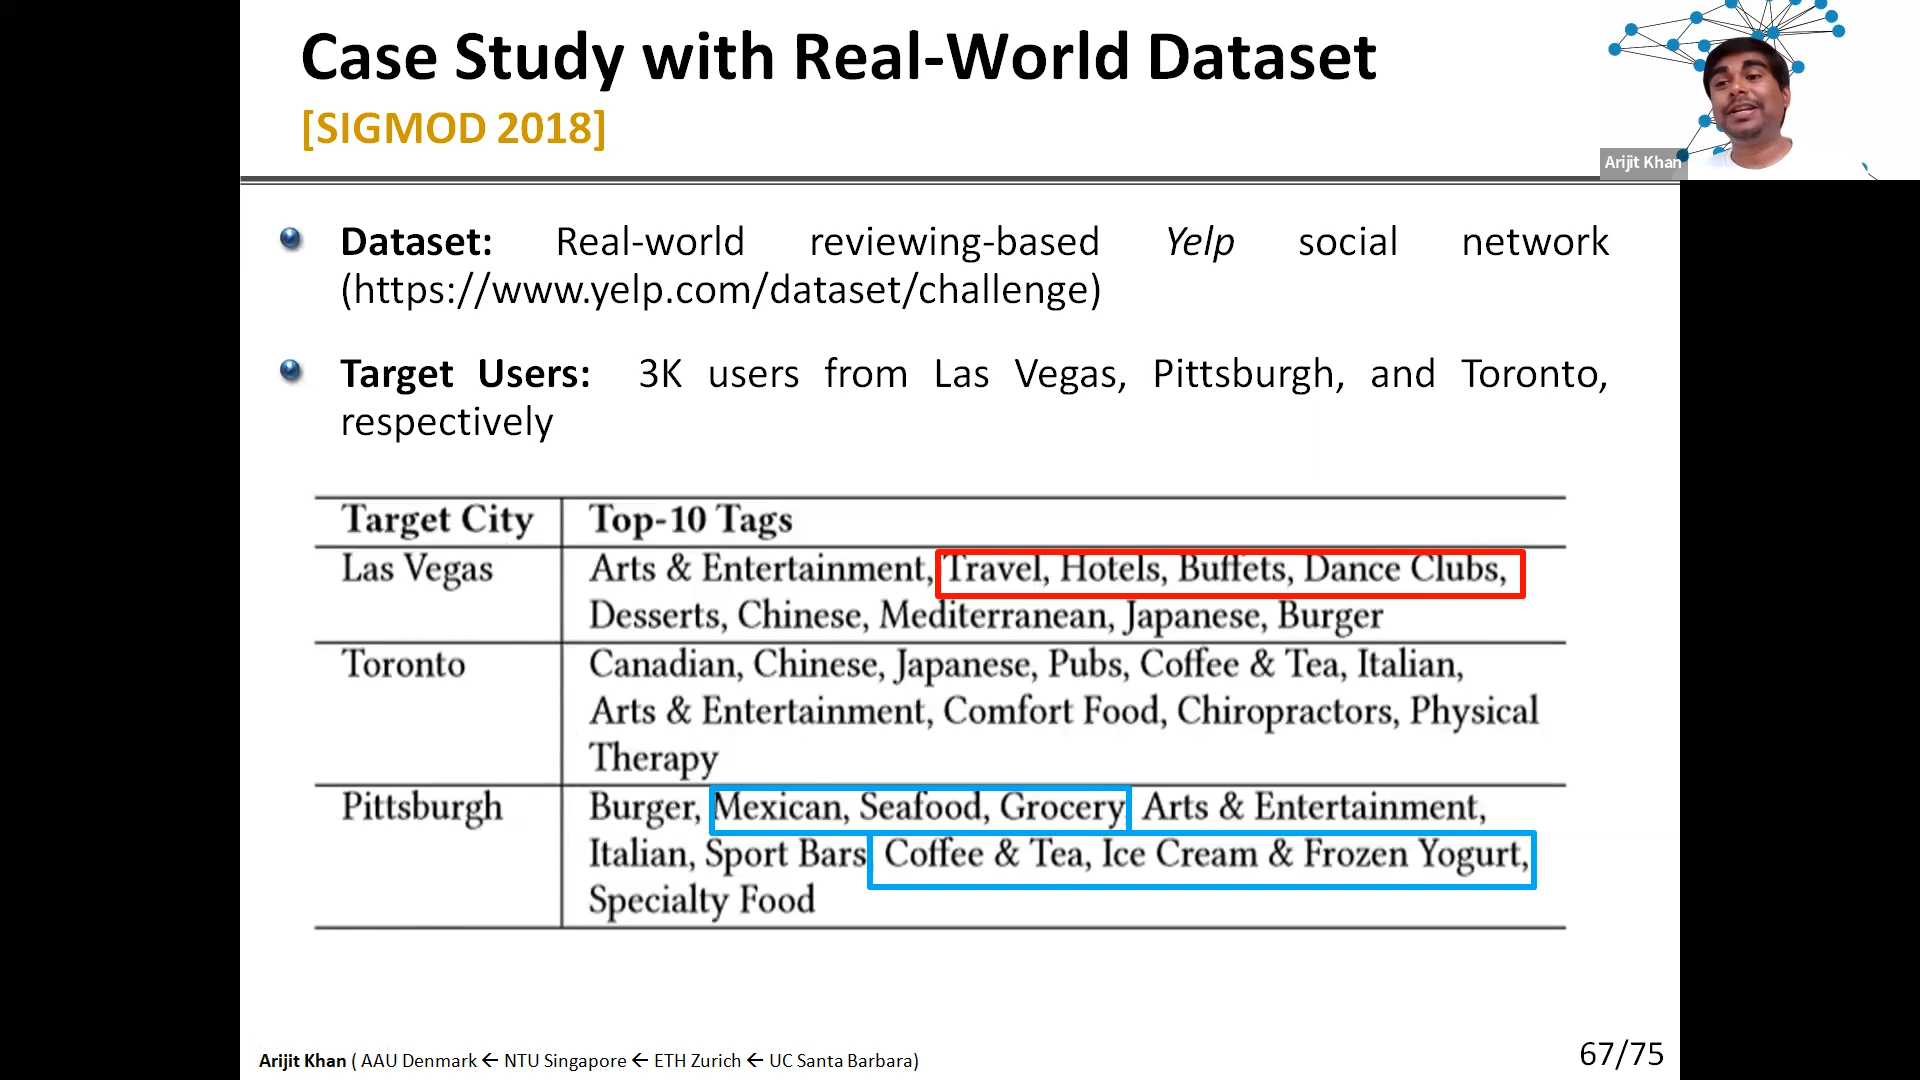 Case Study with Real-World Dataset
[SIGMOD 2018]
Arijit Khan
Dataset: Real-world reviewing-based Yelp social network
(https://www.yelp.com/dataset/challenge)
Target Users: 3K users from Las Vegas, Pittsburgh, and Toronto,
respectively
Target City Top-10 Tags
Las Vegas Arts & Entertainment, Travel, Hotels, Buffets, Dance Clubs,
Desserts, Chinese, Mediterranean, Japanese, Burger
Toronto Canadian, Chinese, Japanese, Pubs, Coffee & Tea, Italian,
Arts & Entertainment, Comfort Food, Chiropractors, Physical
Therapy
Pittsburgh Burger, Mexican, Seafood, Grocery, Arts & Entertainment,
Italian, Sport Bars, Coffee & Tea, Ice Cream & Frozen Yogurt,
Specialty Food
Arijit Khan ( AAU Denmark ← NTU Singapore ← ETH Zurich ← UC Santa Barbara)
67/75